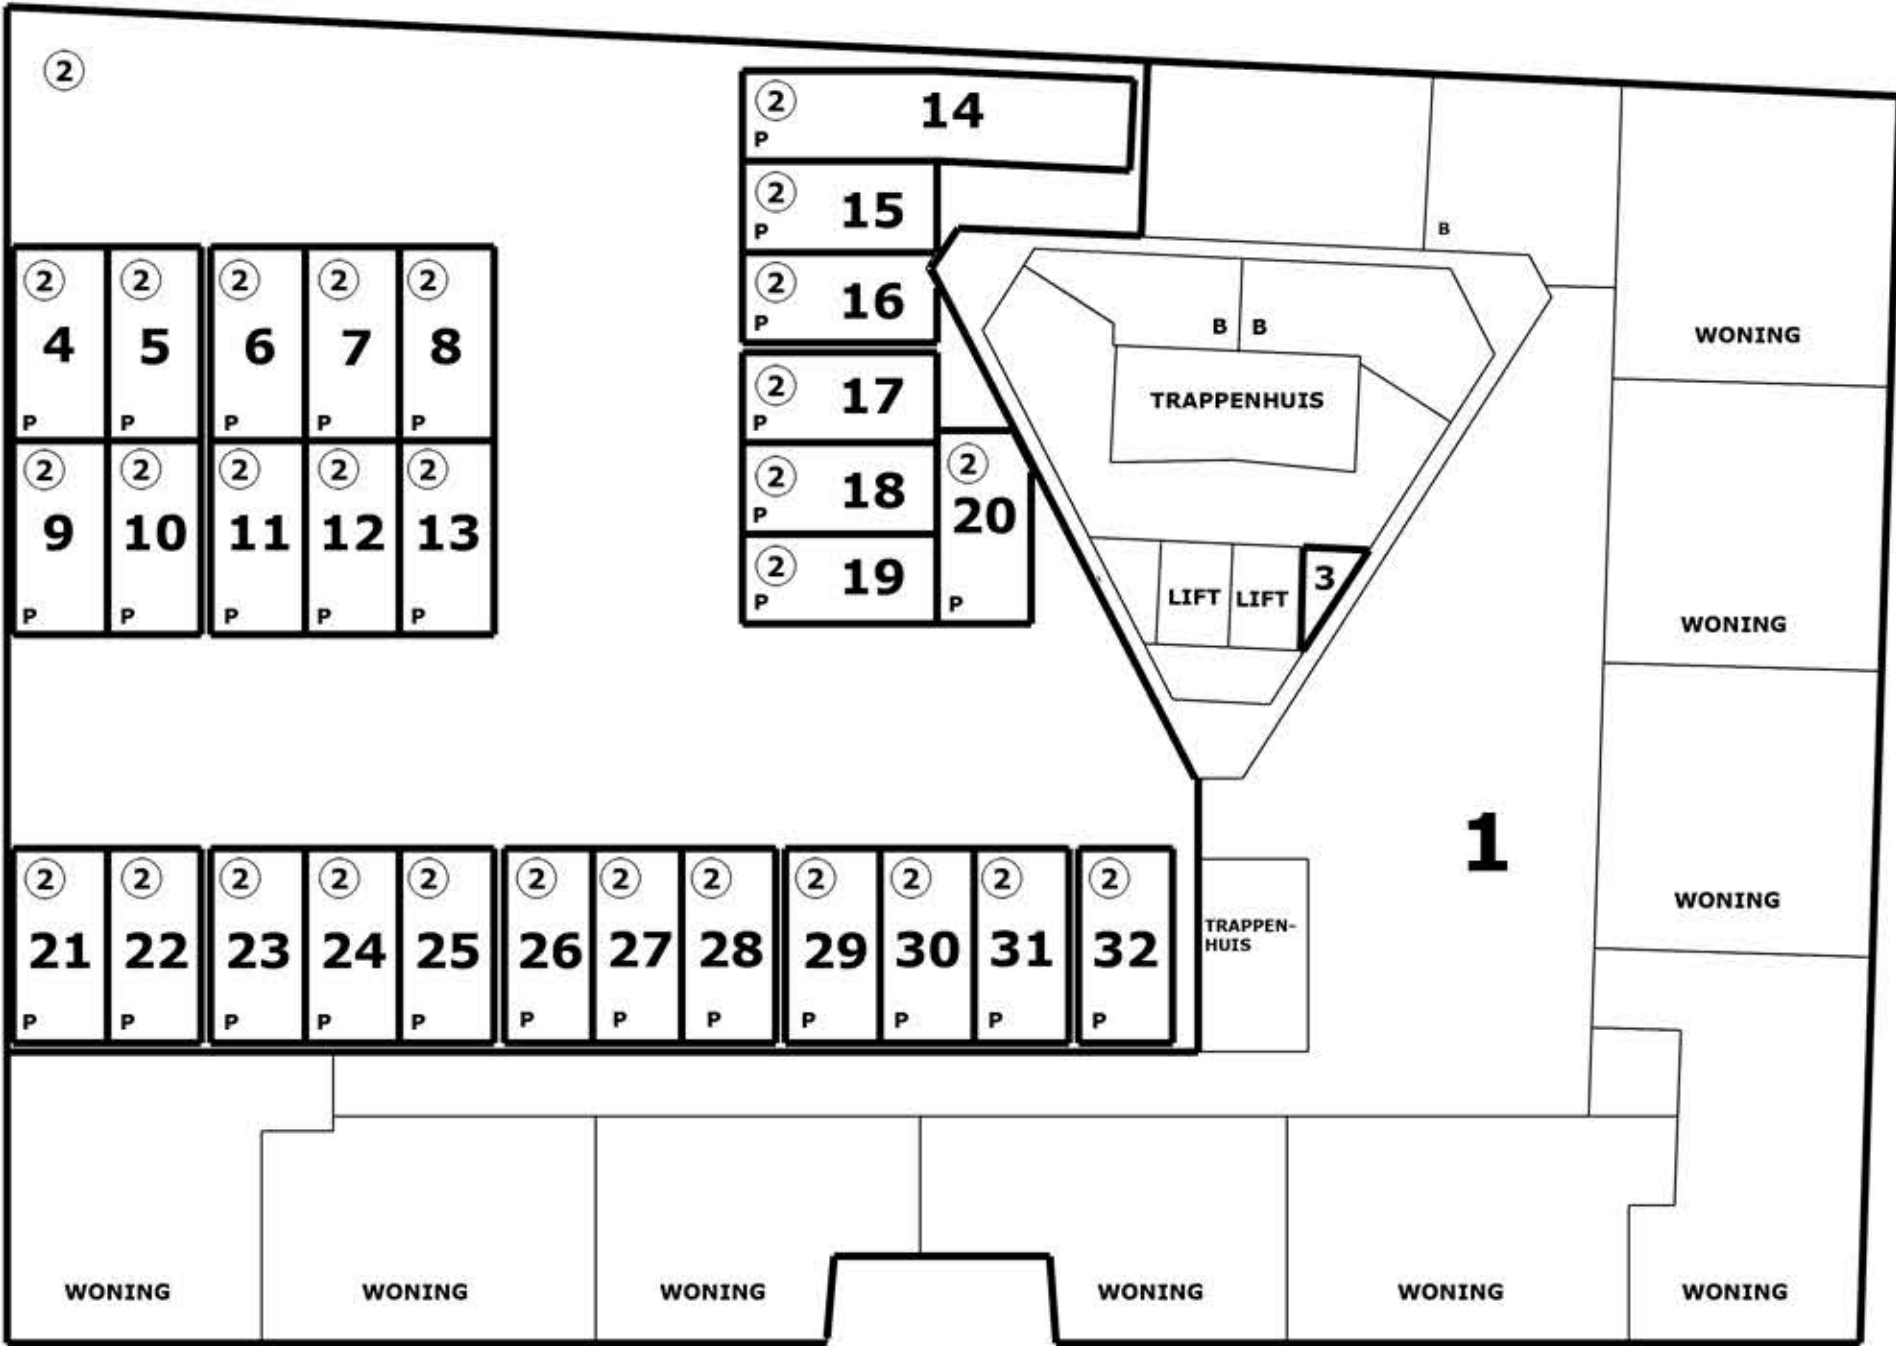 ②
② 14
P
② 15
P
② 16
P
B
WONING
② ② ② ② ②
4 5 6 7 8
P P P P P
② ② ② ② ②
9 10 11 12 13
P P P P P
② 17
P
② 18
P
② 19
P
②
20
P
B B
TRAPPENHUIS
LIFT LIFT 3
WONING
1
WONING
② ② ② ② ② ② ② ② ② ② ② ②
21 22 23 24 25 26 27 28 29 30 31 32
P P P P P P P P P P P P
TRAPPEN-
HUIS
WONING WONING WONING WONING WONING WONING